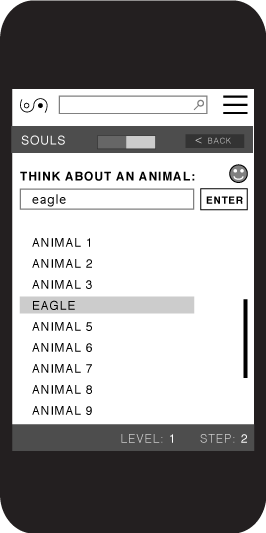 SOULS
< BACK
THINK ABOUT AN ANIMAL:
eagle
ENTER
ANIMAL 1
ANIMAL 2
ANIMAL 3
EAGLE
ANIMAL 5
ANIMAL 6
ANIMAL 7
ANIMAL 8
ANIMAL 9
LEVEL: 1 STEP: 2